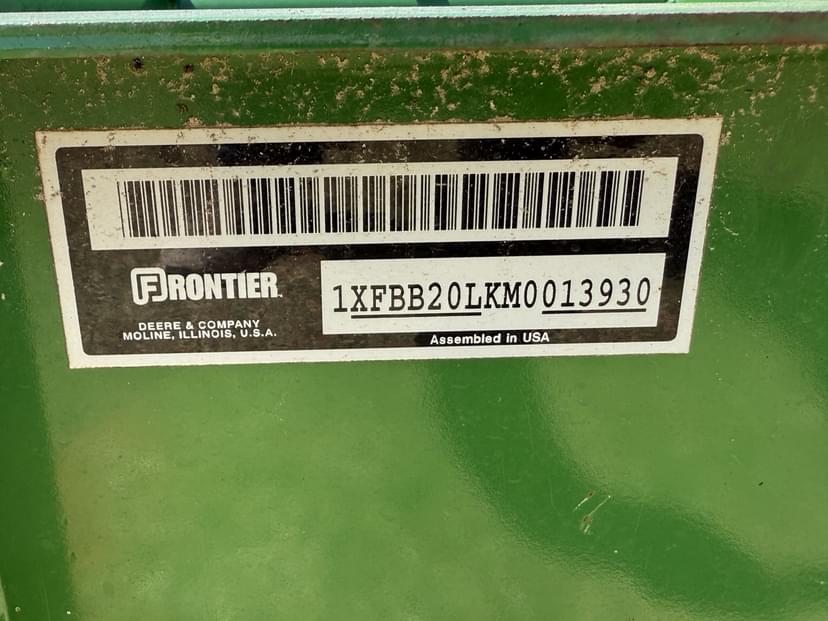 FRONTIER
DEERE & COMPANY
MOLINE, ILLINOIS, U.S.A.
1XFBB20LKM0013930
Assembled in USA